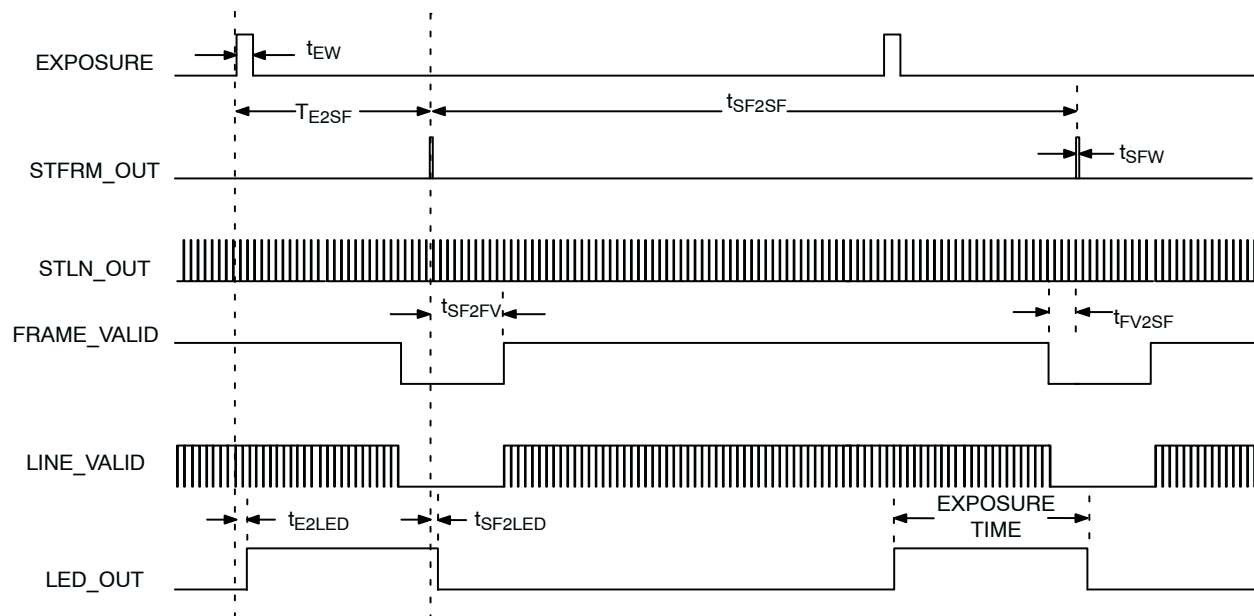 EXPOSURE
tEW
TE2SF
tSF2SF
STFRM_OUT
tSFW
STLN_OUT
tSF2FV
FRAME_VALID
tFV2SF
LINE_VALID
tE2LED
tSF2LED
EXPOSURE
TIME
LED_OUT